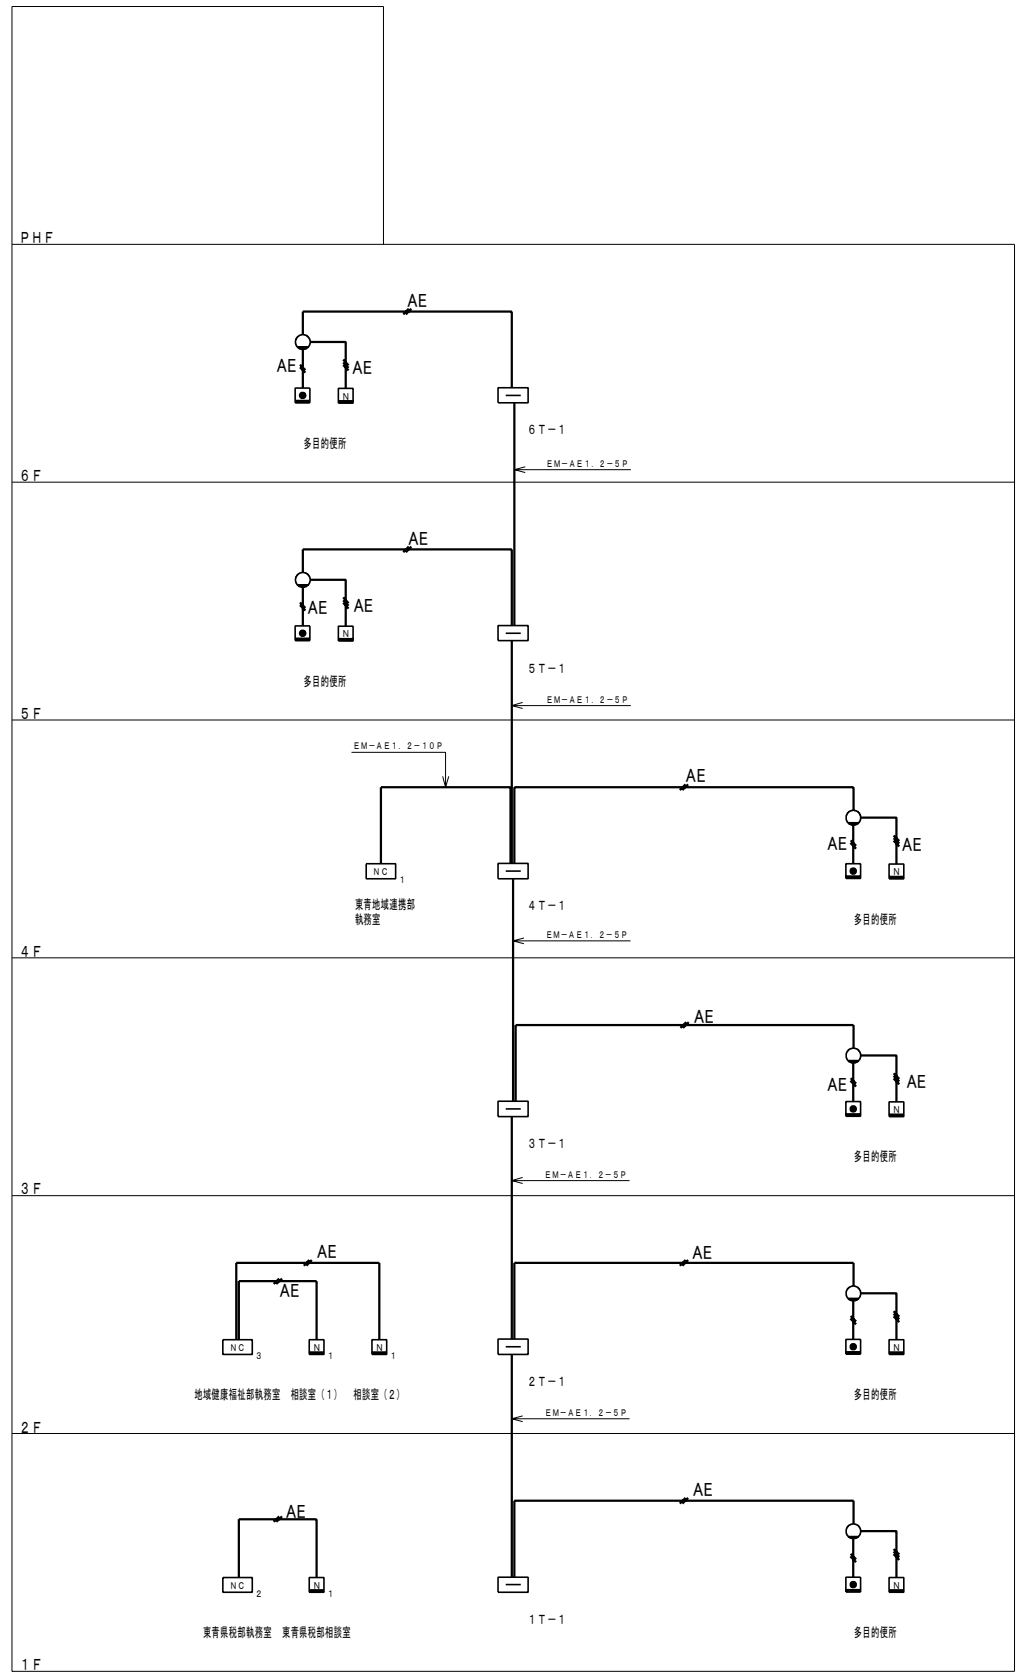 PHF
AE
AE
AE
N
6T-1
多目的便所
EM-AE1.2-5P
6F
AE
AE
AE
N
5T-1
多目的便所
EM-AE1.2-5P
5F
EM-AE1.2-10P
AE
AE
AE
NC
1
N
東青地域連携部
執務室
4T-1
多目的便所
EM-AE1.2-5P
4F
AE
AE
AE
N
3T-1
多目的便所
EM-AE1.2-5P
3F
AE
AE
AE
NC
3
N
1
N
1
N
2T-1
地域健康福祉部執務室 相談室(1) 相談室(2)
多目的便所
EM-AE1.2-5P
2F
AE
AE
NC
2
N
1
N
1T-1
東青県税部執務室 東青県税部相談室
多目的便所
1F